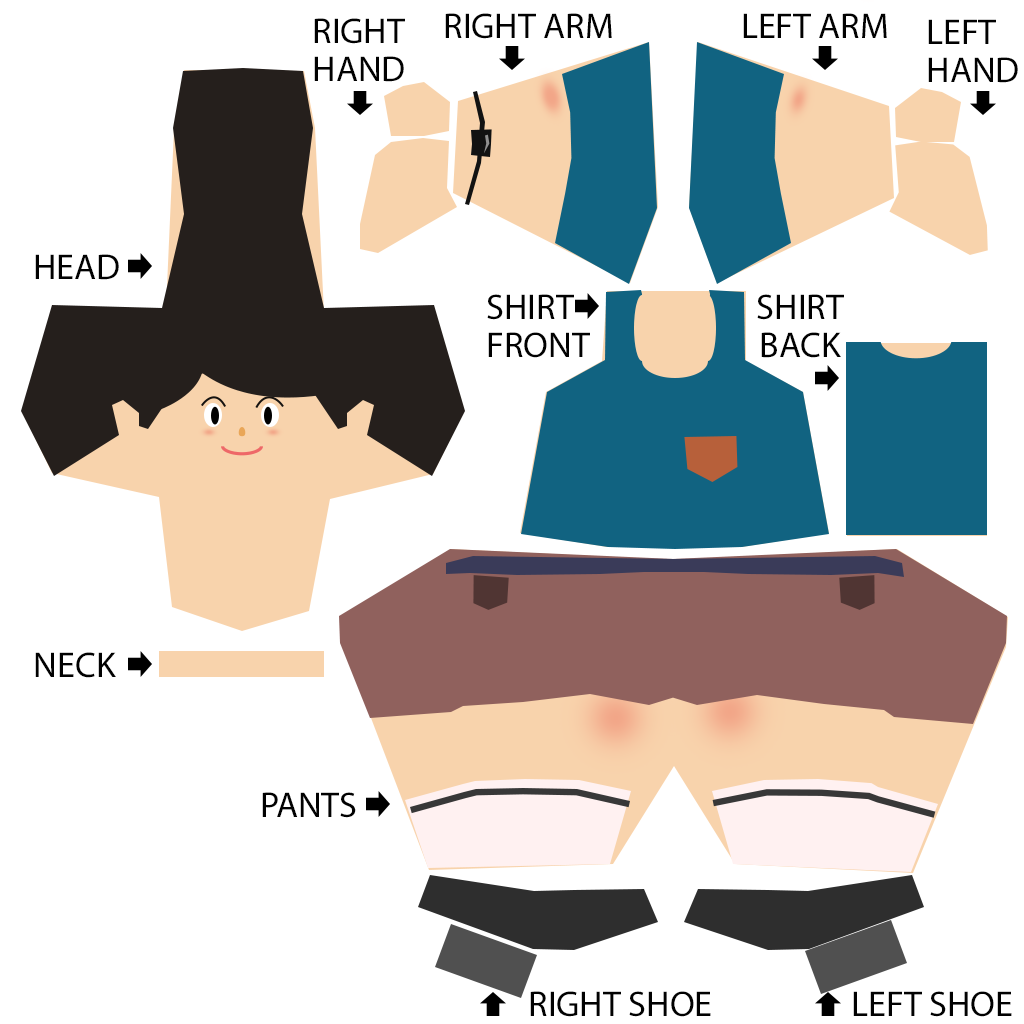 RIGHT
HAND
RIGHT ARM
LEFT ARM
LEFT
HAND
HEAD
SHIRT
FRONT
SHIRT
BACK
NECK
PANTS
RIGHT SHOE
LEFT SHOE